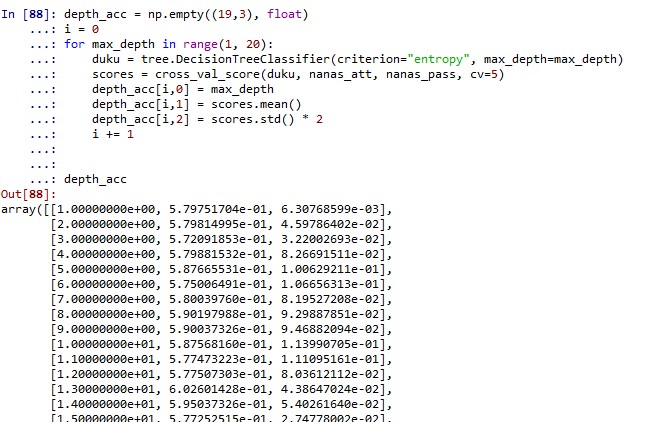 In [88]: depth_acc = np.empty((19,3), float)
...: i = 0
...: for max_depth in range(1, 20):
...:     duku = tree.DecisionTreeClassifier(criterion="entropy", max_depth=max_depth)
...:     scores = cross_val_score(duku, nanas_att, nanas_pass, cv=5)
...:     depth_acc[i,0] = max_depth
...:     depth_acc[i,1] = scores.mean()
...:     depth_acc[i,2] = scores.std() * 2
...:     i += 1
...:
...:
...: depth_acc
Out[88]:
array([[1.00000000e+00, 5.79751704e-01, 6.30768599e-03],
[2.00000000e+00, 5.79814995e-01, 4.59786402e-02],
[3.00000000e+00, 5.72091853e-01, 3.22002693e-02],
[4.00000000e+00, 5.79881532e-01, 8.26691511e-02],
[5.00000000e+00, 5.87665531e-01, 1.00629211e-01],
[6.00000000e+00, 5.75006491e-01, 1.06656313e-01],
[7.00000000e+00, 5.80039760e-01, 8.19527208e-02],
[8.00000000e+00, 5.90197988e-01, 9.29887851e-02],
[9.00000000e+00, 5.90037326e-01, 9.46882094e-02],
[1.00000000e+01, 5.87568160e-01, 1.13990705e-01],
[1.10000000e+01, 5.77473223e-01, 1.11095161e-01],
[1.20000000e+01, 5.77507303e-01, 8.03612112e-02],
[1.30000000e+01, 6.02601428e-01, 4.38647024e-02],
[1.40000000e+01, 5.95037326e-01, 5.40261640e-02],
[1.50000000e+01, 5.77252515e-01, 2.74778002e-02],